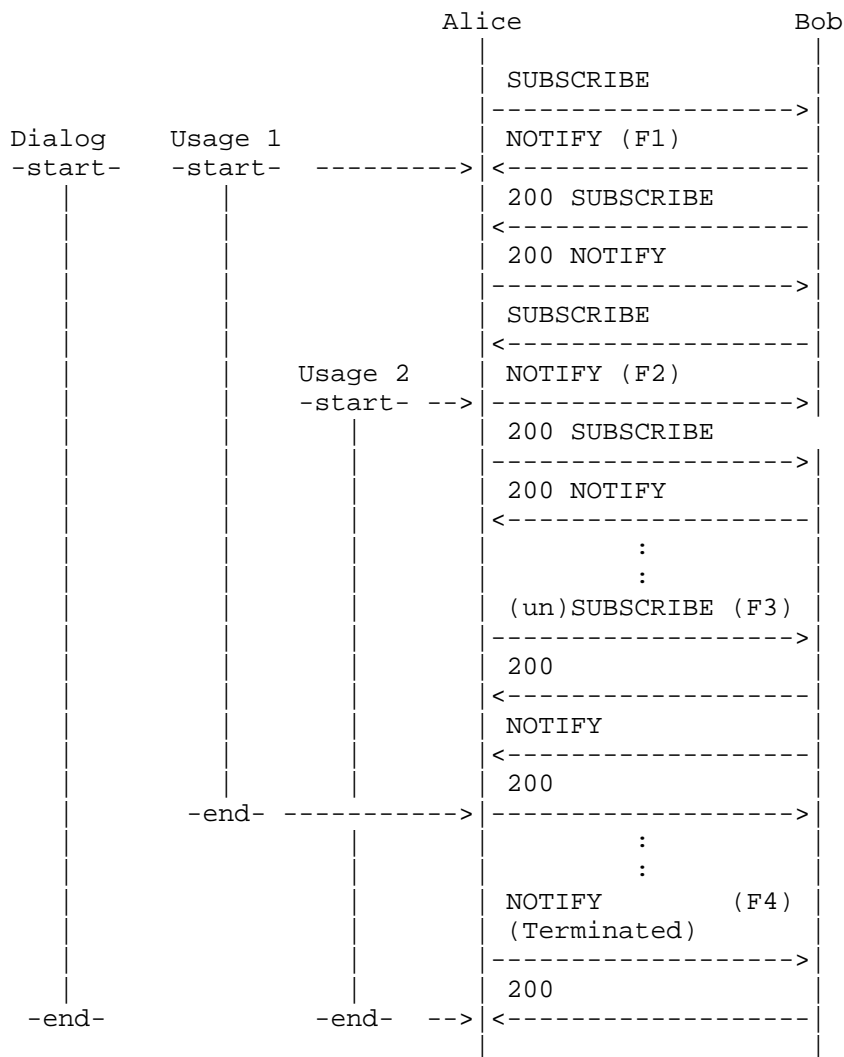 Alice Bob
SUBSCRIBE
Dialog Usage 1 NOTIFY (F1)
-start- -start-
200 SUBSCRIBE
200 NOTIFY
SUBSCRIBE
Usage 2 NOTIFY (F2)
-start-
200 SUBSCRIBE
200 NOTIFY
:
:
(un)SUBSCRIBE (F3)
200
NOTIFY
200
-end-
:
:
NOTIFY (F4)
(Terminated)
200
-end- -end-